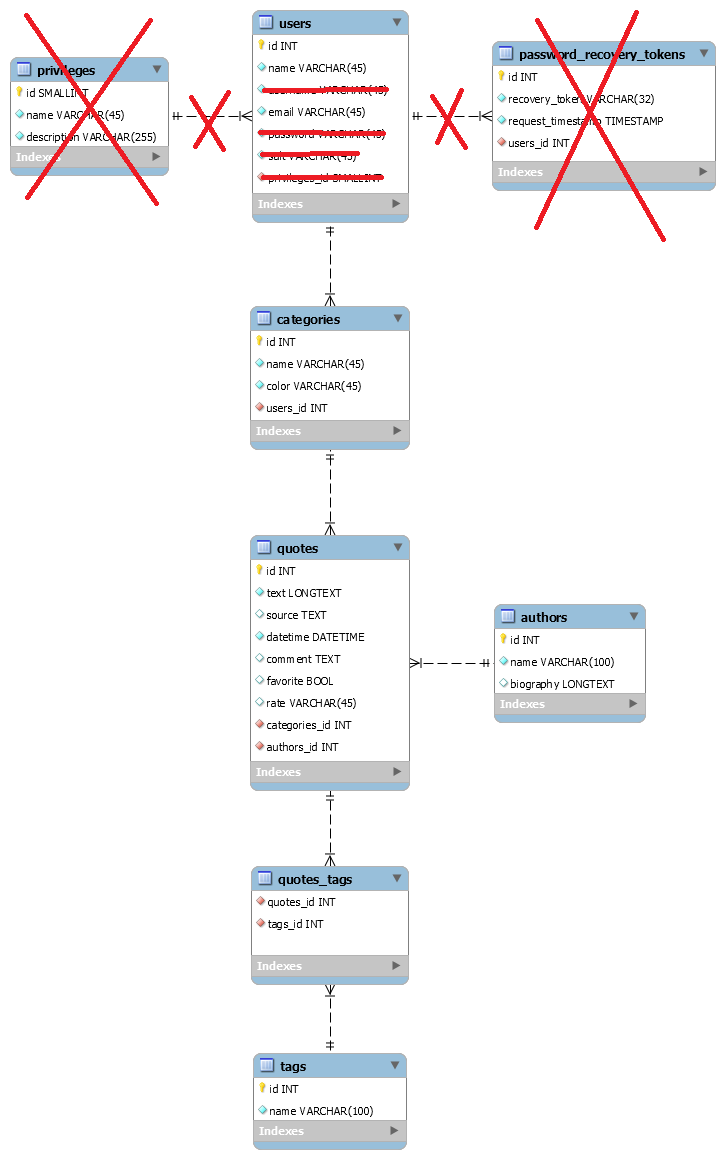 privileges
id SMALLINT
name VARCHAR(45)
description VARCHAR(255)
Indexes
users
id INT
name VARCHAR(45)
username VARCHAR(45)
email VARCHAR(45)
password VARCHAR(45)
salt VARCHAR(45)
privileges_id SMALLINT
Indexes
password_recovery_tokens
id INT
recovery_token VARCHAR(32)
request_timestamp TIMESTAMP
users_id INT
Indexes
categories
id INT
name VARCHAR(45)
color VARCHAR(45)
users_id INT
Indexes
quotes
id INT
text LONGTEXT
source TEXT
datetime DATETIME
comment TEXT
favorite BOOL
rate VARCHAR(45)
categories_id INT
authors_id INT
Indexes
authors
id INT
name VARCHAR(100)
biography LONGTEXT
Indexes
quotes_tags
quotes_id INT
tags_id INT
Indexes
tags
id INT
name VARCHAR(100)
Indexes